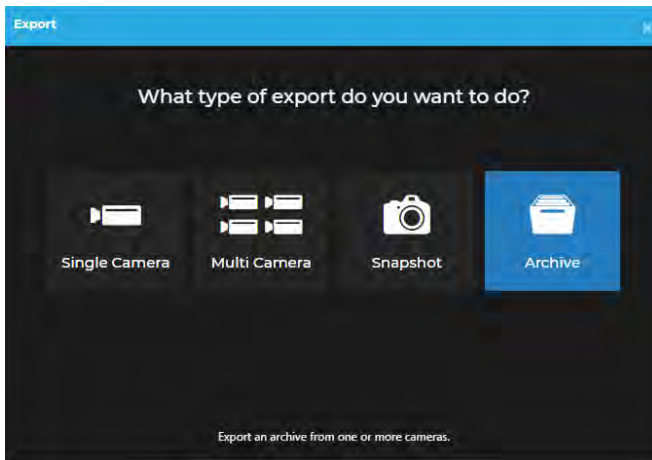 Export
What type of export do you want to do?
Single Camera
Multi Camera
Snapshot
Archive
Export an archive from one or more cameras.